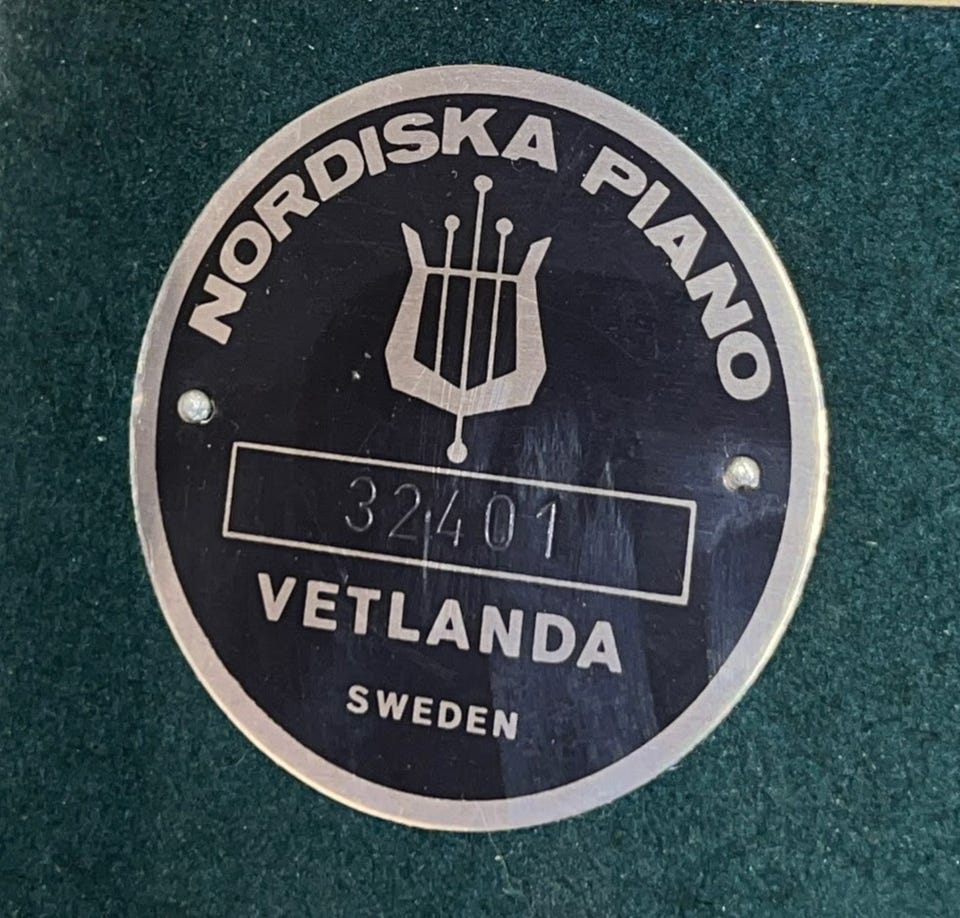 NORDISKA PIANO
32401
VETLANDA
SWEDEN